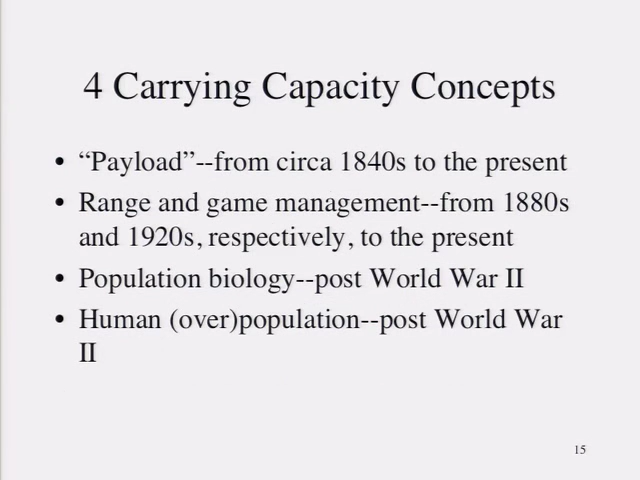 4 Carrying Capacity Concepts
• “Payload”--from circa 1840s to the present
• Range and game management--from 1880s
and 1920s, respectively, to the present
• Population biology--post World War II
• Human (over)population--post World War
II
15